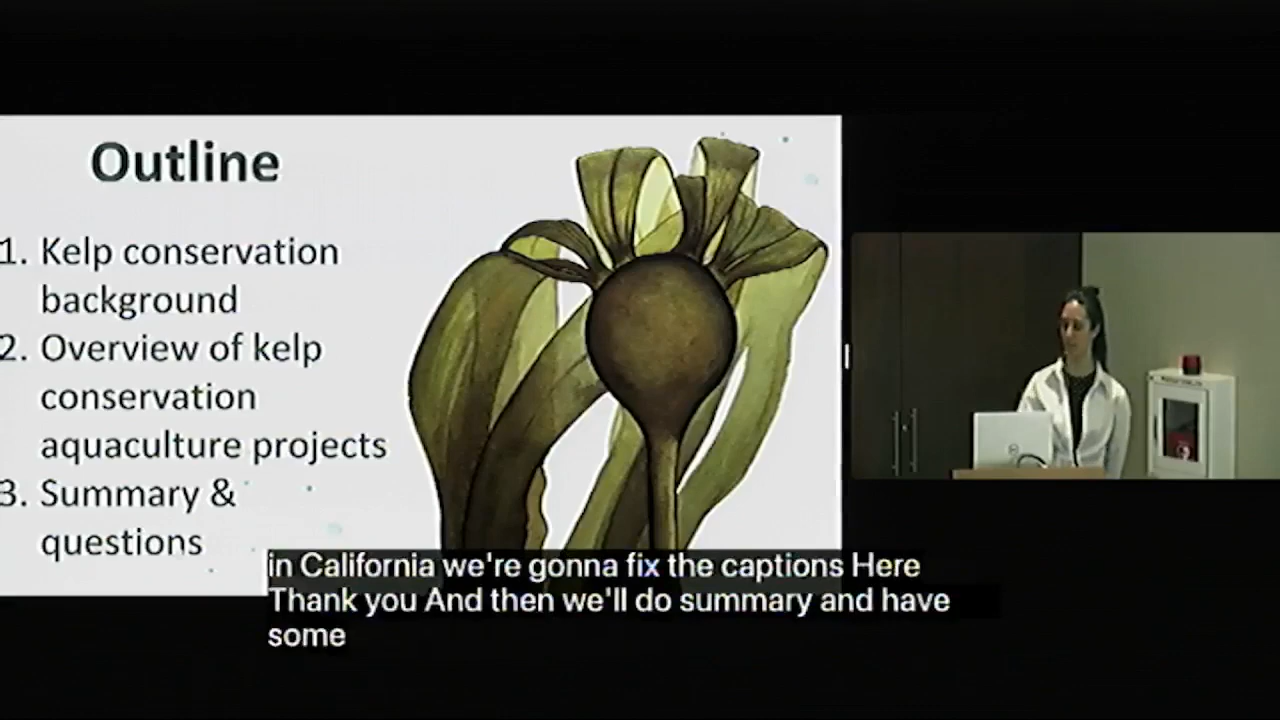 Outline
1. Kelp conservation
background
2. Overview of kelp
conservation
aquaculture projects
3. Summary &
questions
in California we're gonna fix the captions Here
Thank you And then we'll do summary and have
some